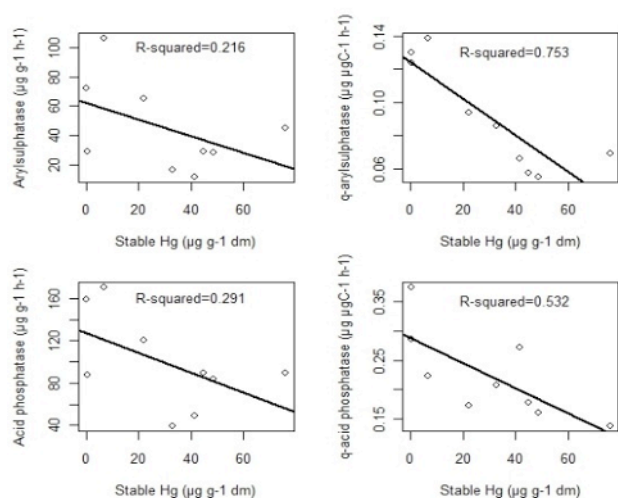 Arylsulphatase (µg g-1 h-1)
20 40 60 80 100
R-squared=0.216
0 20 40 60
Stable Hg (µg g-1 dm)
q-arylsulphatase (µg µgC-1 h-1)
0.06 0.10 0.14
R-squared=0.753
0 20 40 60
Stable Hg (µg g-1 dm)
Acid phosphatase (µg g-1 h-1)
40 80 120 160
R-squared=0.291
0 20 40 60
Stable Hg (µg g-1 dm)
q-acid phosphatase (µg µgC-1 h-1)
0.15 0.25 0.35
R-squared=0.532
0 20 40 60
Stable Hg (µg g-1 dm)